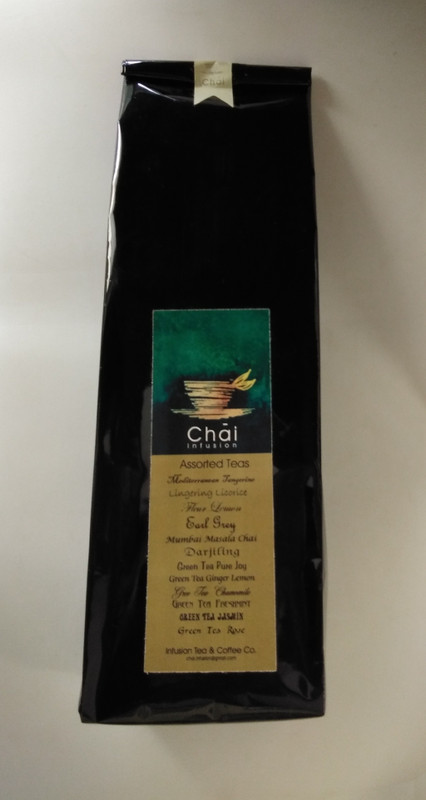 Chai
Chāi
Infusion
Assorted Teas
Mediterranean Tangerine
Lingering Licorice
Flour Lemon
Earl Grey
Mumbai Masala Chai
Darjiling
Green Tea Pure Joy
Green Tea Ginger Lemon
Green Tea Chamomile
Green Tea
Green Tea Jasmin
Green Tea Rose
Infusion Tea & Coffee Co.